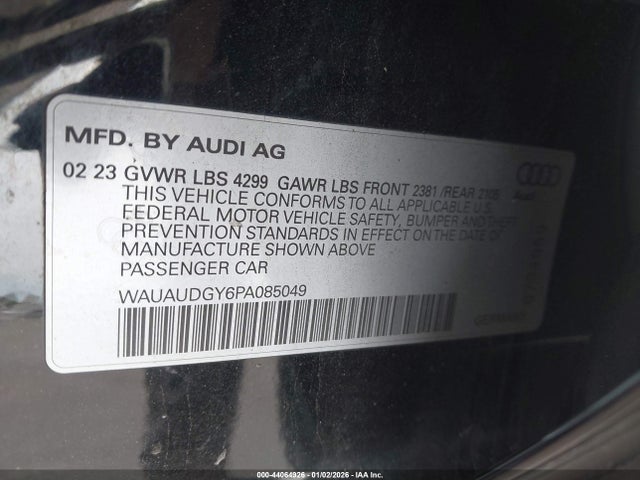 MFD. BY AUDI AG
02 23 GVWR LBS 4299 GAWR LBS FRONT 2381 /REAR 2105
THIS VEHICLE CONFORMS TO ALL APPLICABLE U.S.
FEDERAL MOTOR VEHICLE SAFETY, BUMPER AND THEFT
PREVENTION STANDARDS IN EFFECT ON THE DATE OF
MANUFACTURE SHOWN ABOVE
PASSENGER CAR
WAUAUDGY6PA085049
Audi
GERMANY
000-44064926 - 01/02/2026 - IAA Inc.